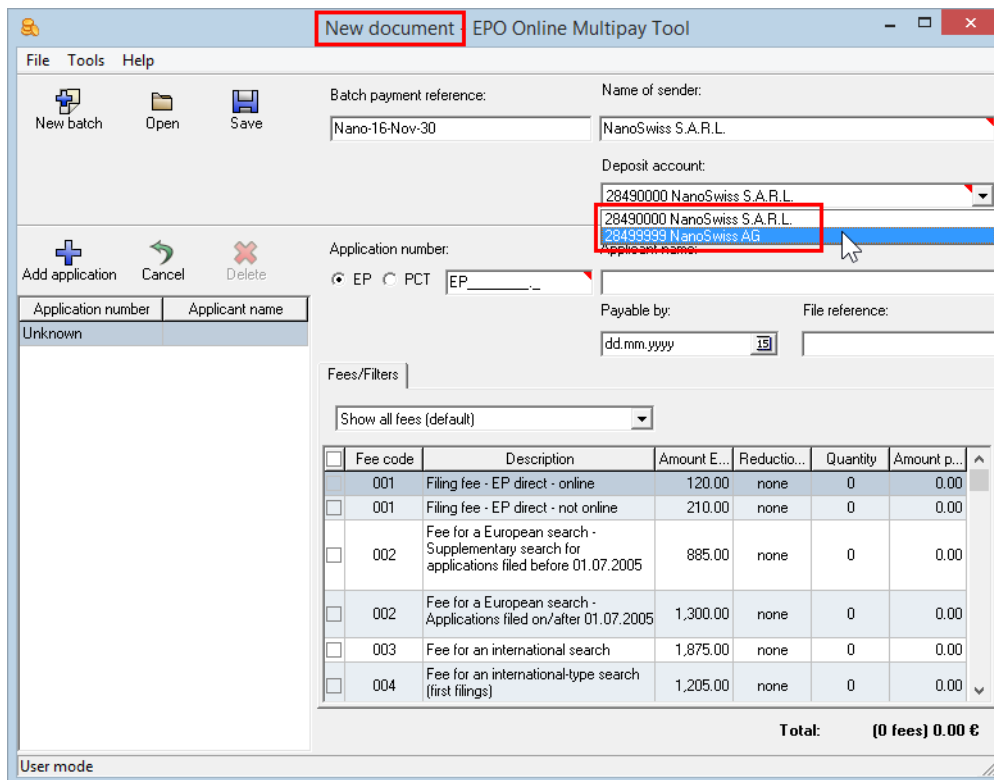 New document - EPO Online Multipay Tool
File Tools Help
New batch Open Save
Batch payment reference:
Nano-16-Nov-30
Name of sender:
NanoSwiss S.A.R.L.
Deposit account:
28490000 NanoSwiss S.A.R.L.
28490000 NanoSwiss S.A.R.L.
28499999 NanoSwiss AG
Add application Cancel Delete
Application number:
EP PCT EP_______._
Applicant name:
Payable by:
dd.mm.yyyy 15
File reference:
Application number Applicant name
Unknown
Fees/Filters
Show all fees (default)
Fee code Description Amount E... Reductio... Quantity Amount p...
001 Filing fee - EP direct - online 120.00 none 0 0.00
001 Filing fee - EP direct - not online 210.00 none 0 0.00
002 Fee for a European search -
Supplementary search for
applications filed before 01.07.2005 885.00 none 0 0.00
002 Fee for a European search -
Applications filed on/after 01.07.2005 1,300.00 none 0 0.00
003 Fee for an international search 1,875.00 none 0 0.00
004 Fee for an international-type search
(first filings) 1,205.00 none 0 0.00
Total: (0 fees) 0.00 €
User mode